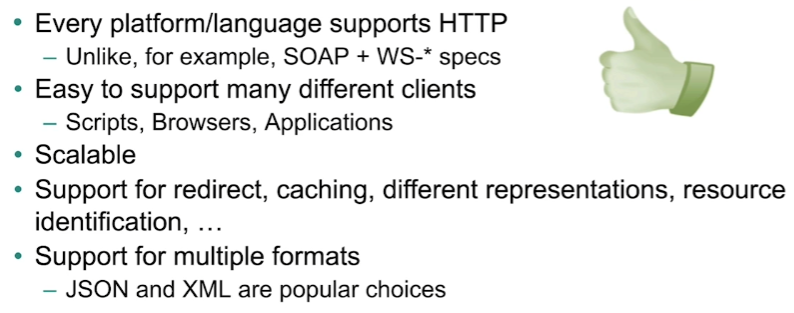 • Every platform/language supports HTTP
– Unlike, for example, SOAP + WS-* specs
• Easy to support many different clients
– Scripts, Browsers, Applications
• Scalable
• Support for redirect, caching, different representations, resource
identification, …
• Support for multiple formats
– JSON and XML are popular choices